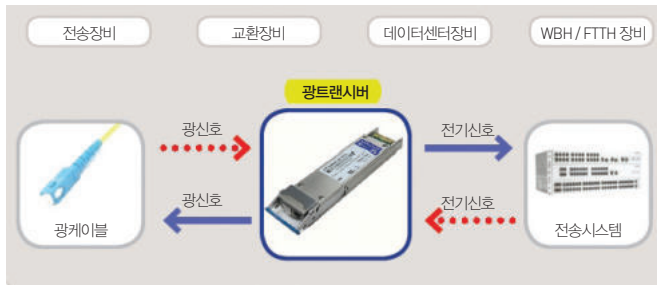 전송장비
교환장비
데이터센터장비
WBH / FTTH 장비
광트랜시버
광신호
전기신호
광신호
전기신호
광케이블
전송시스템